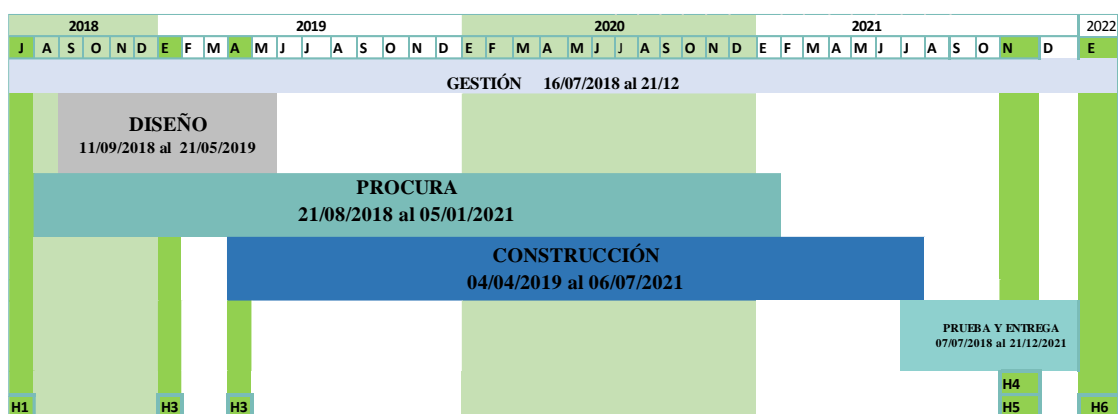 2018 2019 2020 2021 2022
J A S O N D E F M A M J J A S O N D E F M A M J J A S O N D E F M A M J J A S O N D E
GESTIÓN 16/07/2018 al 21/12
DISEÑO
11/09/2018 al 21/05/2019
PROCURA
21/08/2018 al 05/01/2021
CONSTRUCCIÓN
04/04/2019 al 06/07/2021
PRUEBA Y ENTREGA
07/07/2018 al 21/12/2021
H4
H1 H3 H3 H5 H6